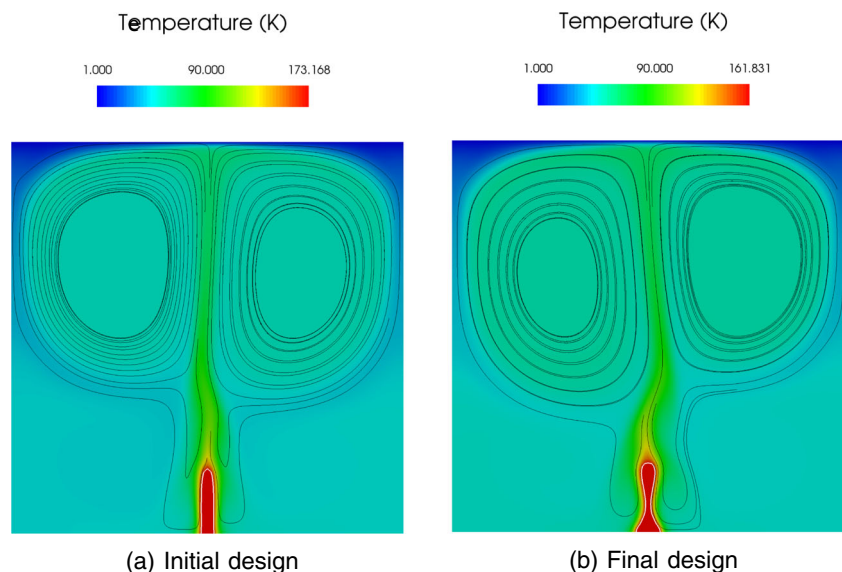 Temperature (K)
1.000 90.000 173.168
(a) Initial design
Temperature (K)
1.000 90.000 161.831
(b) Final design